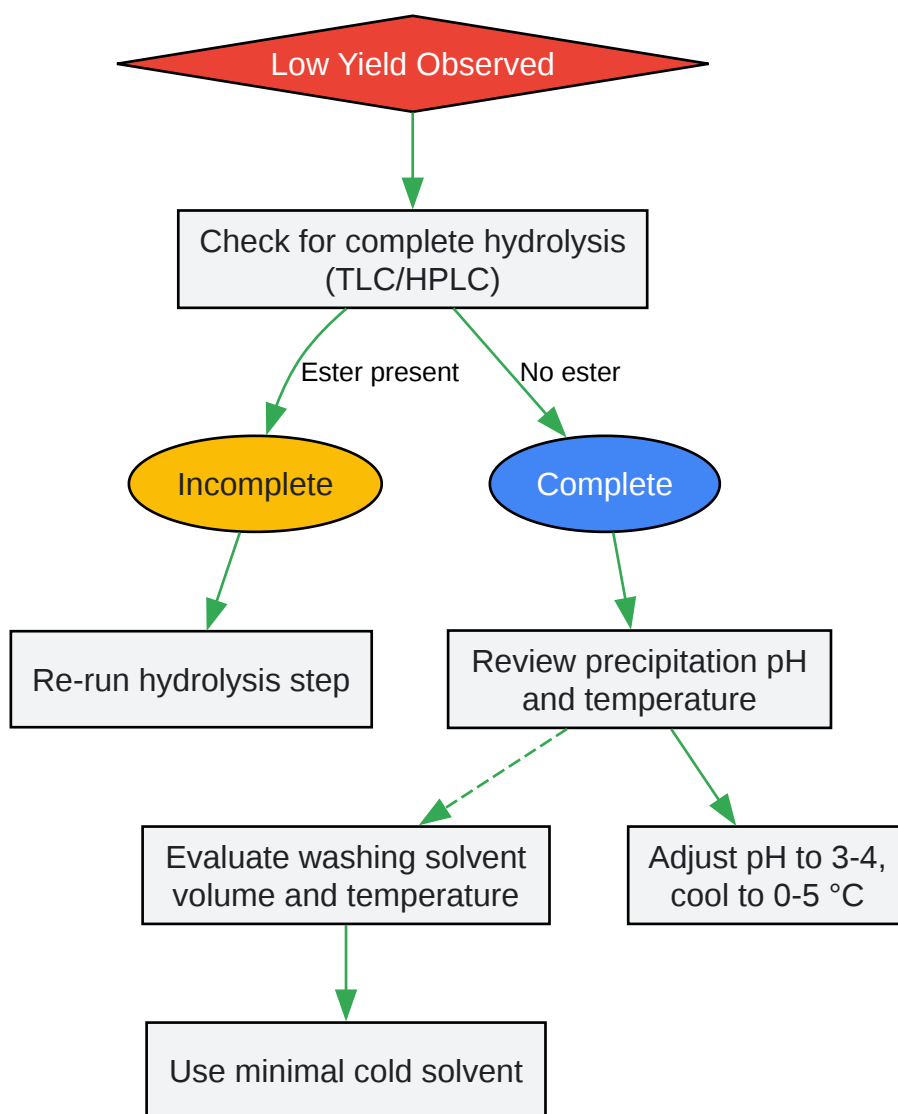 Low Yield Observed
Check for complete hydrolysis
(TLC/HPLC)
Ester present
No ester
Incomplete
Complete
Re-run hydrolysis step
Review precipitation pH
and temperature
Evaluate washing solvent
volume and temperature
Adjust pH to 3-4,
cool to 0-5 °C
Use minimal cold solvent